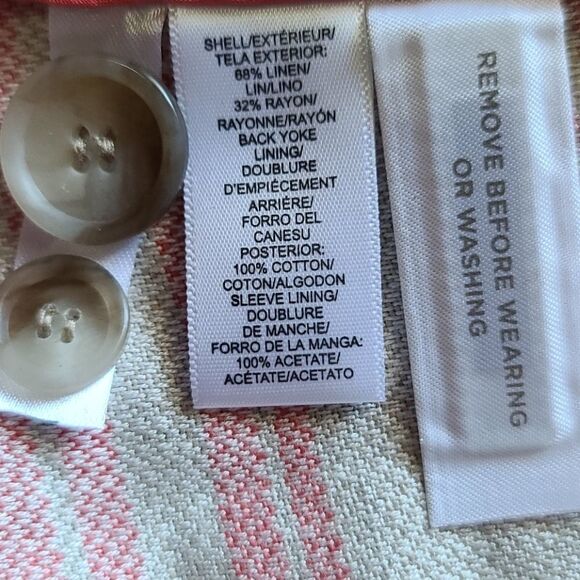 SHELL/EXTÉRIEUR/
TELA EXTERIOR:
68% LINEN/
LIN/LINO
32% RAYON/
RAYONNE/RAYÓN
BACK YOKE
LINING/
DOUBLURE
D'EMPIÈCEMENT
ARRIÈRE/
FORRO DEL
CANESU
POSTERIOR:
100% COTTON/
COTON/ALGODON
SLEEVE LINING/
DOUBLURE
DE MANCHE/
FORRO DE LA MANGA:
100% ACETATE/
ACÉTATE/ACETATO
REMOVE BEFORE WEARING
OR WASHING